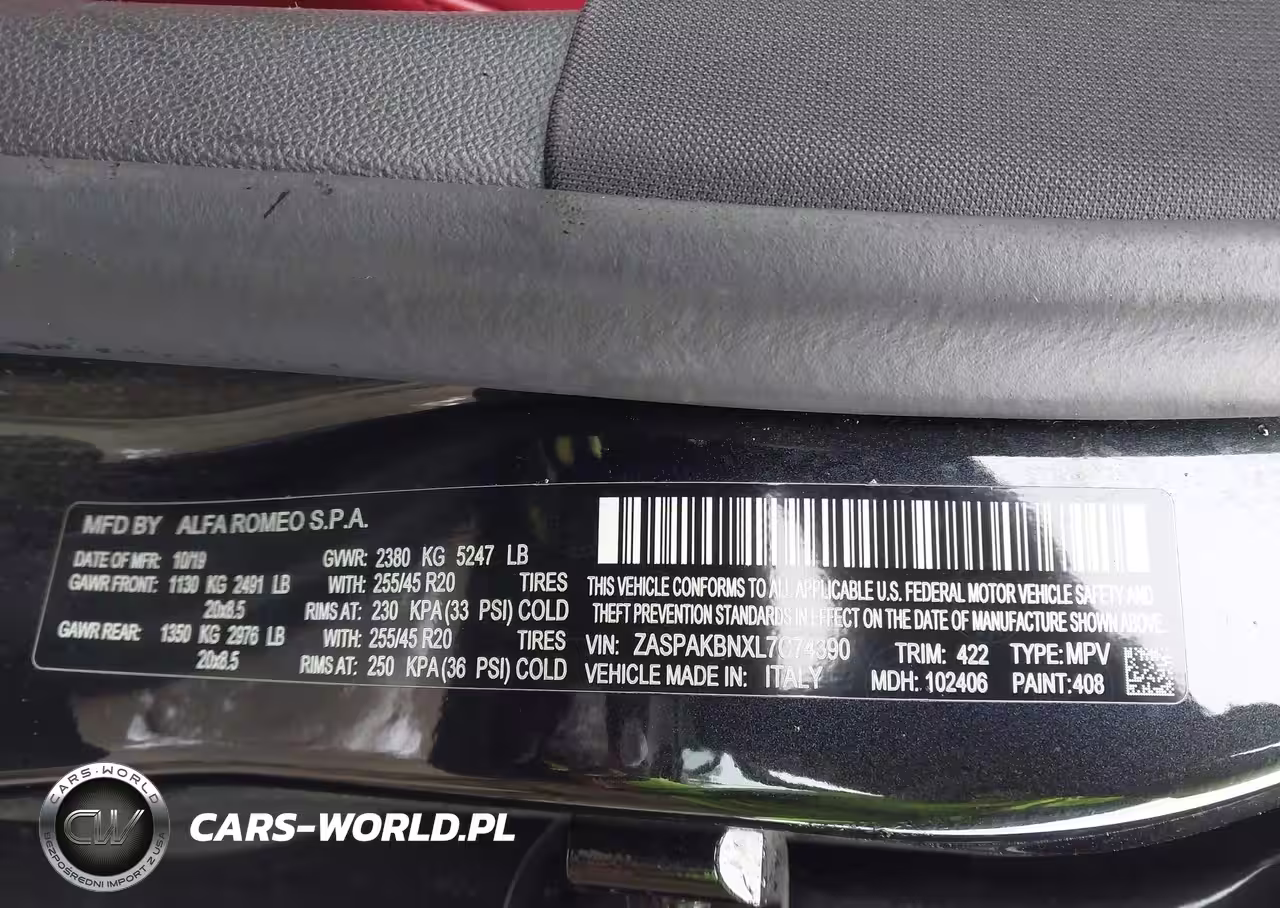 MFD BY ALFA ROMEO S.P.A.
DATE OF MFR: 10/19 GVWR: 2380 KG 5247 LB
GAWR FRONT: 1130 KG 2491 LB WITH: 255/45 R20 TIRES
20x8.5 RIMS AT: 230 KPA (33 PSI) COLD
GAWR REAR: 1350 KG 2976 LB WITH: 255/45 R20 TIRES
20x8.5 RIMS AT: 250 KPA (36 PSI) COLD
THIS VEHICLE CONFORMS TO ALL APPLICABLE U.S. FEDERAL MOTOR VEHICLE SAFETY AND
THEFT PREVENTION STANDARDS IN EFFECT ON THE DATE OF MANUFACTURE SHOWN ABOVE.
VIN: ZASPAKBNXL7C74390 TRIM: 422 TYPE: MPV
VEHICLE MADE IN: ITALY MDH: 102406 PAINT: 408
CARS-WORLD
CW
BEZPOŚREDNI IMPORT Z USA
CARS-WORLD.PL